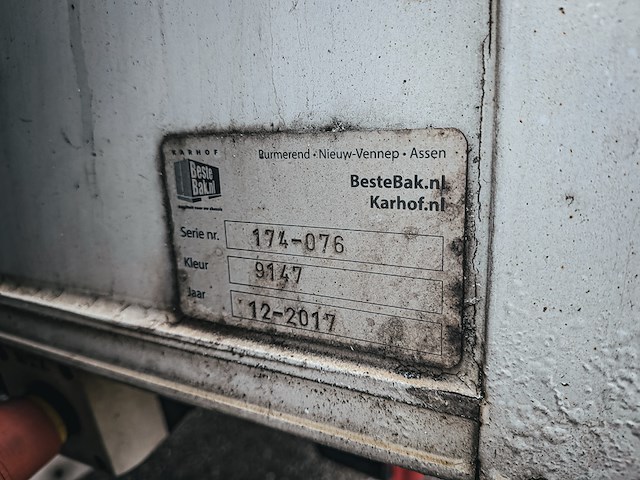 KARHOF
Beste
Bak.nl
Purmerend · Nieuw-Vennep · Assen
BesteBak.nl
Karhof.nl
Serie nr. 174-076
Kleur 9147
Jaar 12-2017